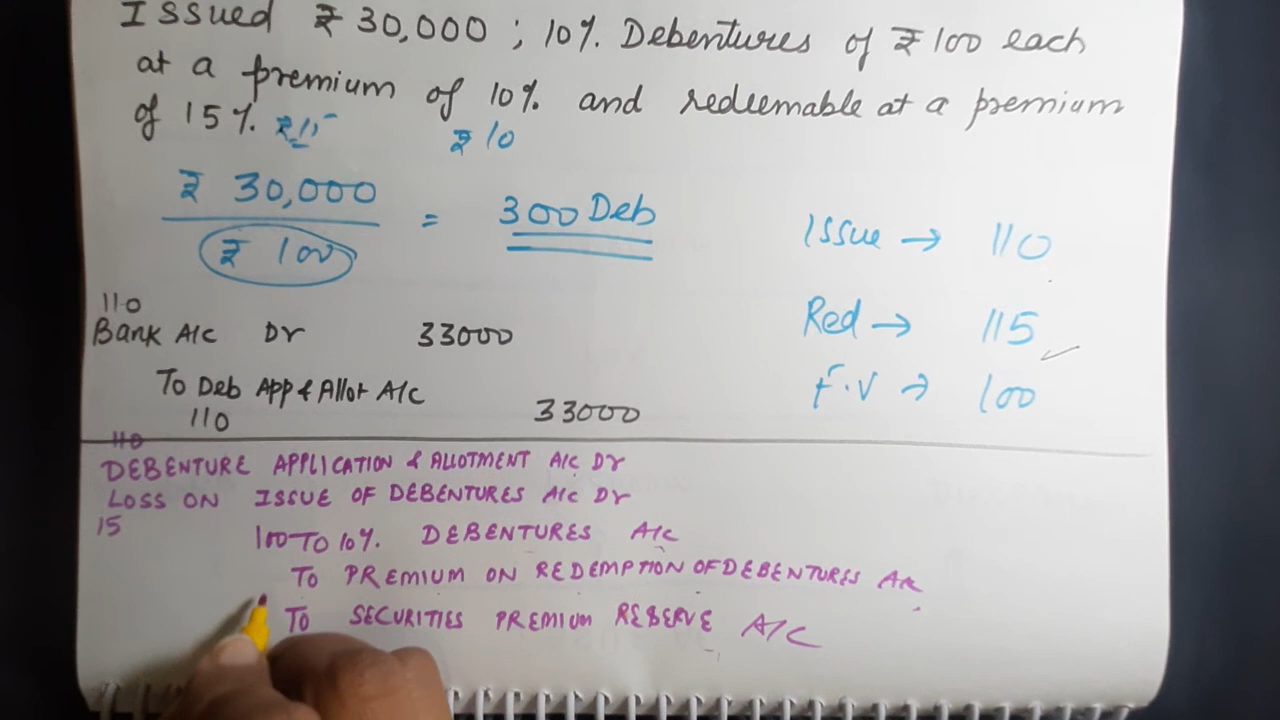 Issued ₹ 30,000 ; 10%. Debentures of ₹ 100 each
at a premium of 10%. and redeemable at a premium
of 15%. ₹ 15
₹ 10
₹ 30,000
₹ 100
= 300 Deb
Issue → 110
Red → 115
F.V → 100
110
Bank A/c Dr 33000
To Deb App & Allot A/c
110
33000
110
DEBENTURE APPLICATION & ALLOTMENT A/C Dr
LOSS ON ISSUE OF DEBENTURES A/C Dr
15
100 TO 10%. DEBENTURES A/C
TO PREMIUM ON REDEMPTION OF DEBENTURES A/C
TO SECURITIES PREMIUM RESERVE A/C